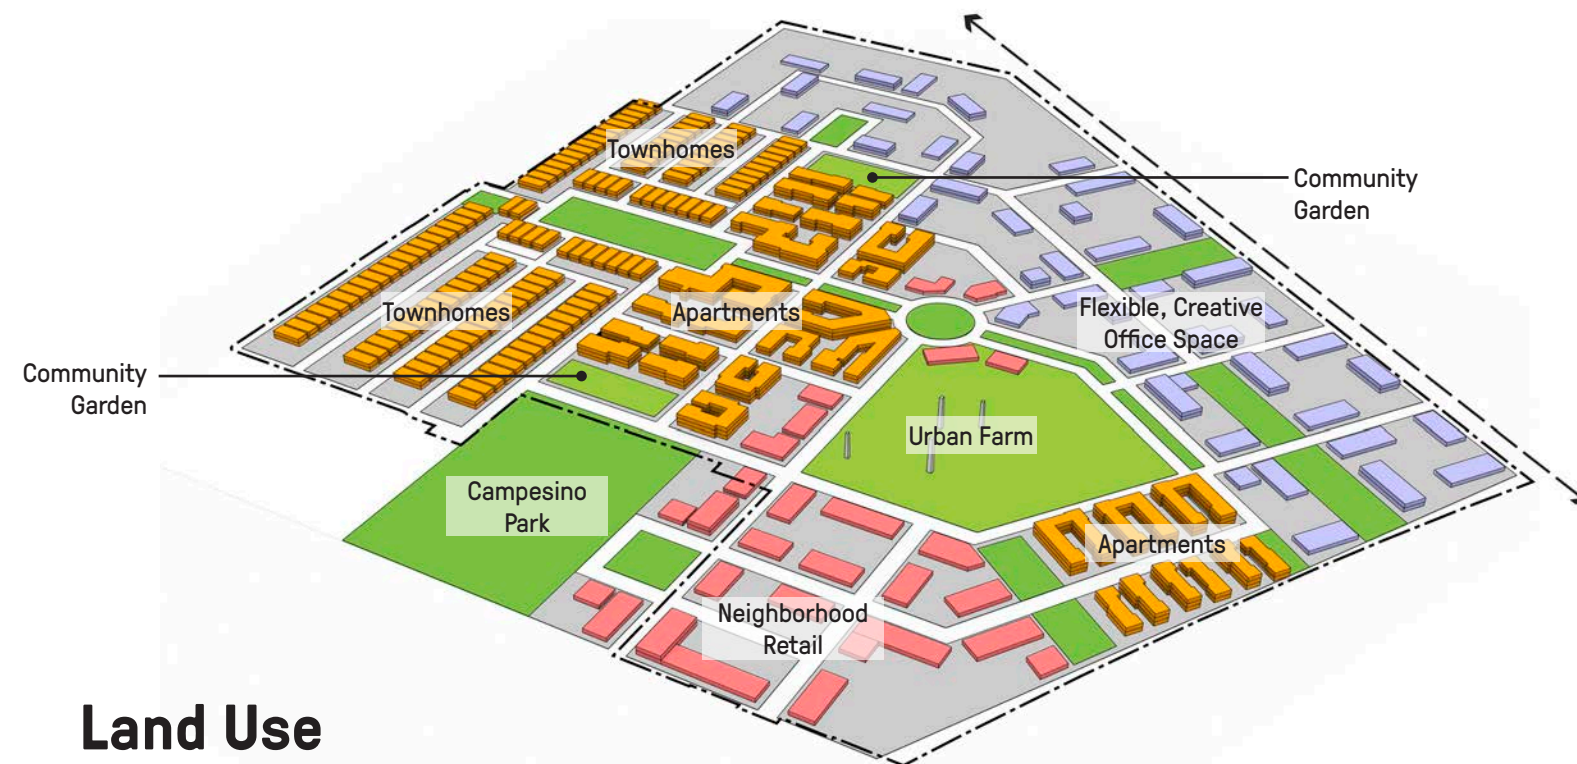 Townhomes
Community
Garden
Townhomes
Apartments
Flexible, Creative
Office Space
Community
Garden
Urban Farm
Campesino
Park
Apartments
Neighborhood
Retail
Land Use